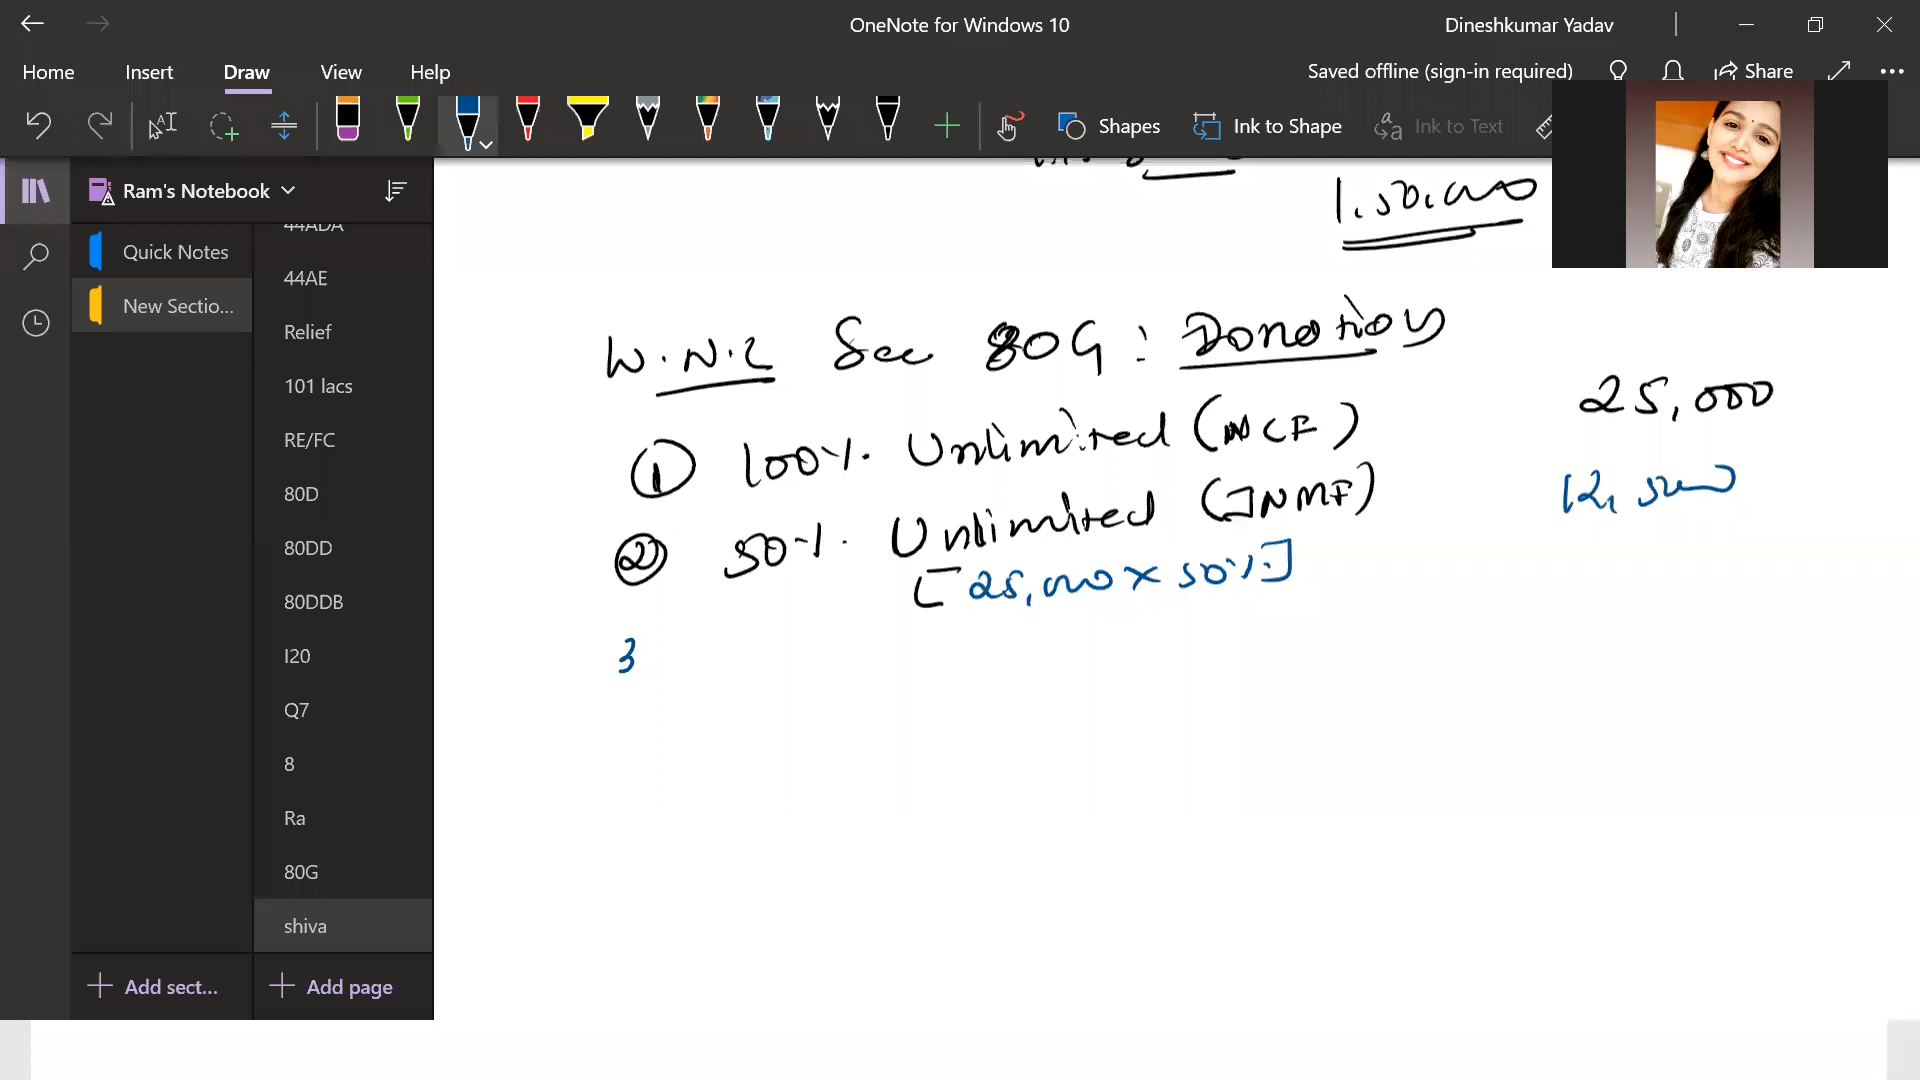 OneNote for Windows 10
Dineshkumar Yadav
Home Insert Draw View Help
Saved offline (sign-in required)
Share
Shapes
Ink to Shape
Ink to Text
Ram's Notebook
Quick Notes
New Sectio...
44ADA
44AE
Relief
101 lacs
RE/FC
80D
80DD
80DDB
I20
Q7
8
Ra
80G
shiva
Add sect...
Add page
1,50,000
W.N.2 Sec 80G : Donation
25,000
① 100%. Unlimited (NCF)
② 50%. Unlimited (JNMF)
12,500
[25,000 x 50%.]
3